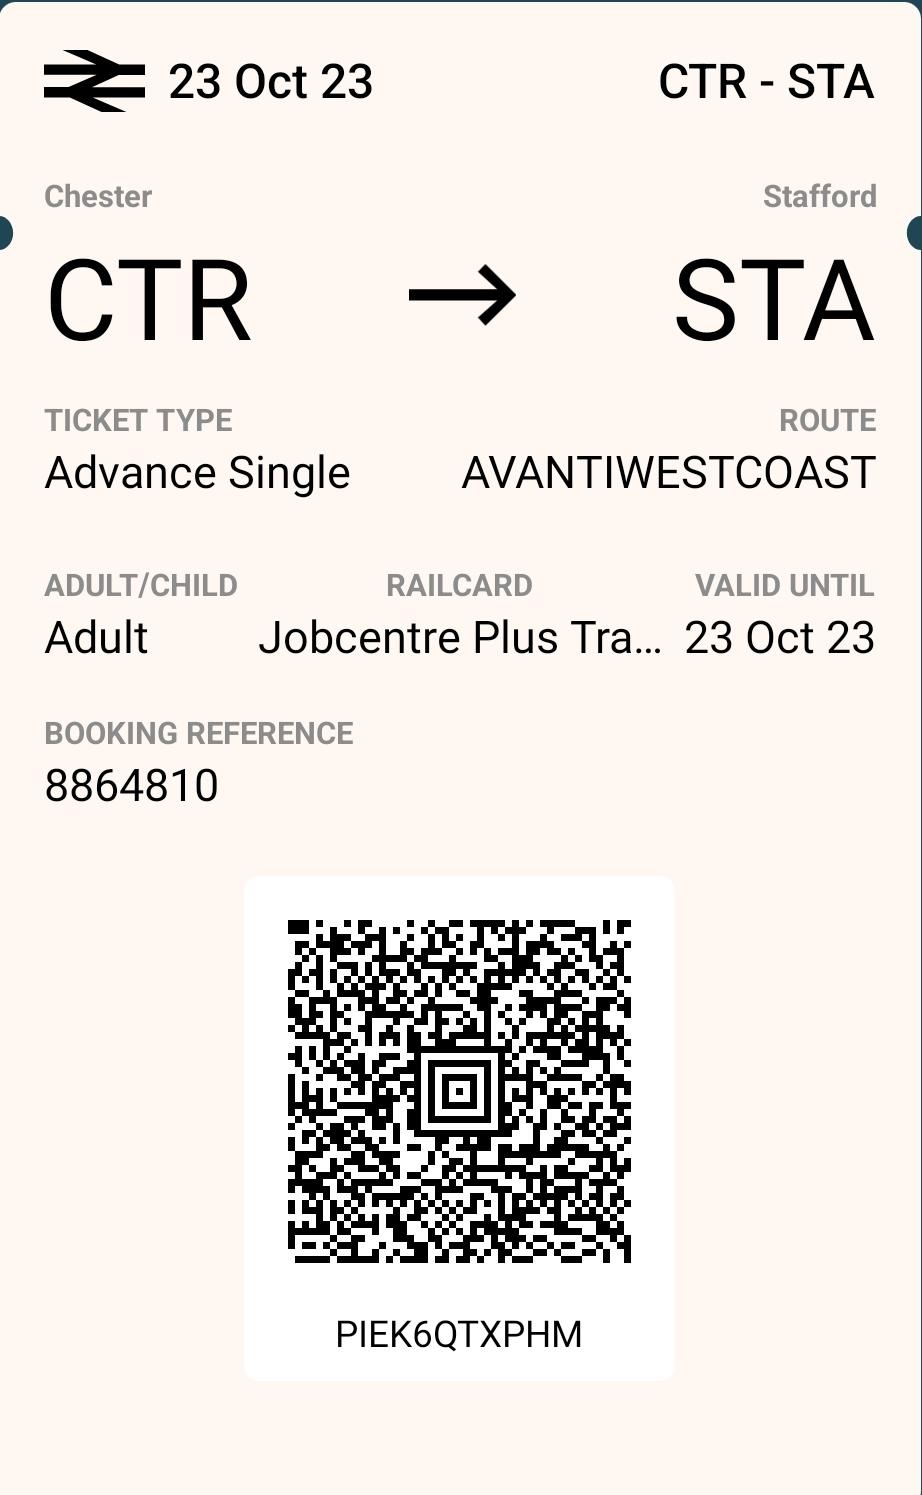 23 Oct 23 CTR - STA
Chester Stafford
CTR → STA
TICKET TYPE ROUTE
Advance Single AVANTIWESTCOAST
ADULT/CHILD RAILCARD VALID UNTIL
Adult Jobcentre Plus Tra... 23 Oct 23
BOOKING REFERENCE
8864810
PIEK6QTXPHM